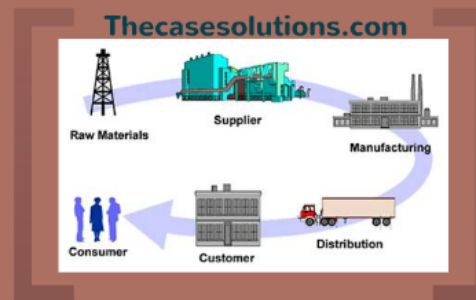 Thecasesolutions.com
Raw Materials
Supplier
Manufacturing
Distribution
Customer
Consumer